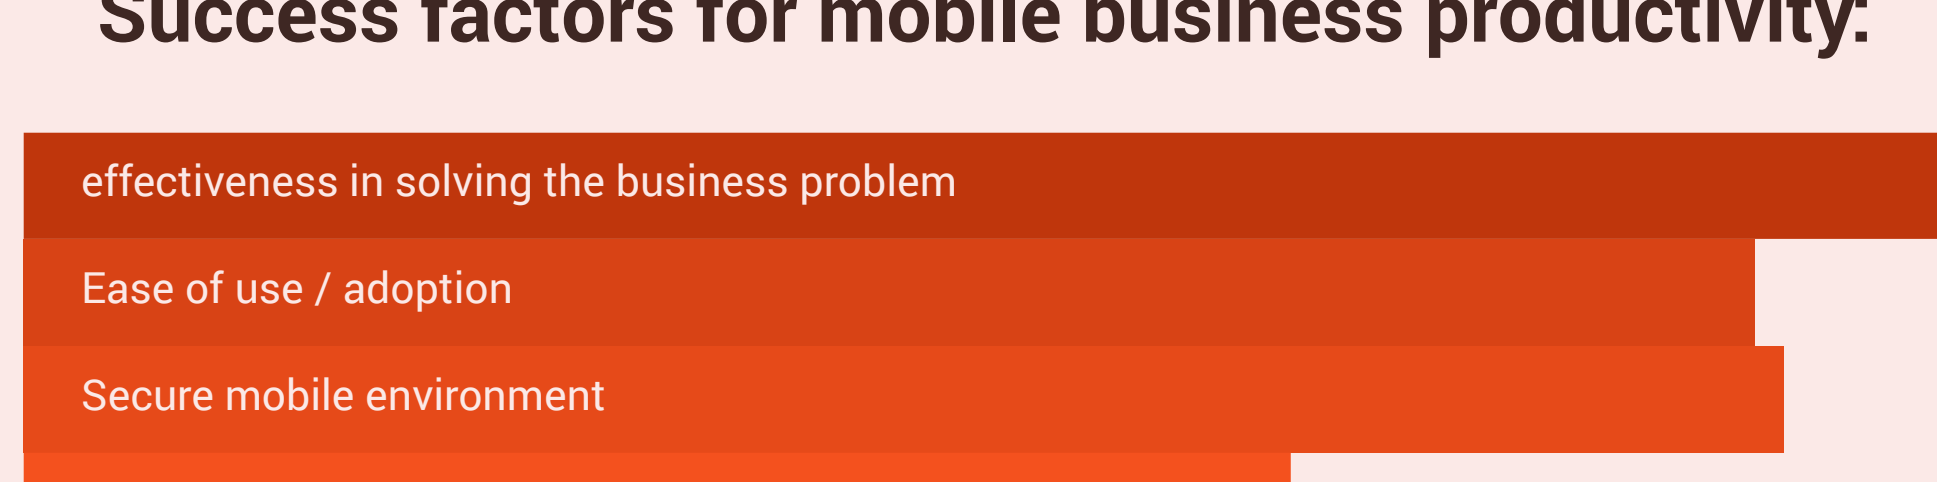 Success factors for mobile business productivity:
effectiveness in solving the business problem
Ease of use / adoption
Secure mobile environment